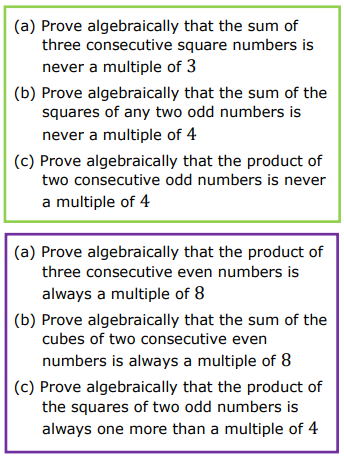 (a) Prove algebraically that the sum of
three consecutive square numbers is
never a multiple of 3
(b) Prove algebraically that the sum of the
squares of any two odd numbers is
never a multiple of 4
(c) Prove algebraically that the product of
two consecutive odd numbers is never
a multiple of 4
(a) Prove algebraically that the product of
three consecutive even numbers is
always a multiple of 8
(b) Prove algebraically that the sum of the
cubes of two consecutive even
numbers is always a multiple of 8
(c) Prove algebraically that the product of
the squares of two odd numbers is
always one more than a multiple of 4